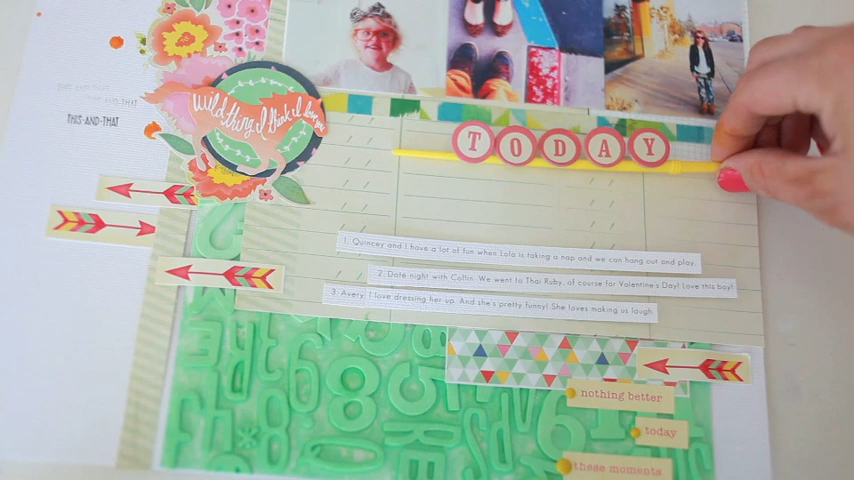 wild thing I think I love you
THIS-AND-THAT
TODAY
1. Quincey and I have a lot of fun when Lola is taking a nap and we can hang out and play.
2. Date night with Collin. We went to Thai Ruby, of course for Valentine's Day! Love this boy!
3. Avery. I love dressing her up. And she's pretty funny! She loves making us laugh.
nothing better
today
these moments